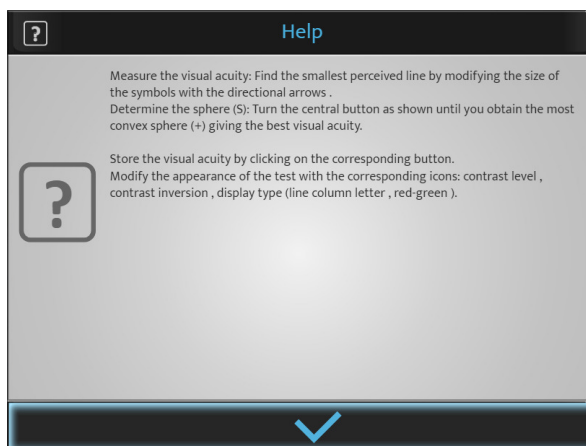 ?
Help
Measure the visual acuity: Find the smallest perceived line by modifying the size of
the symbols with the directional arrows .
Determine the sphere (S): Turn the central button as shown until you obtain the most
convex sphere (+) giving the best visual acuity.
Store the visual acuity by clicking on the corresponding button.
Modify the appearance of the test with the corresponding icons: contrast level ,
contrast inversion , display type (line column letter , red-green ).
?